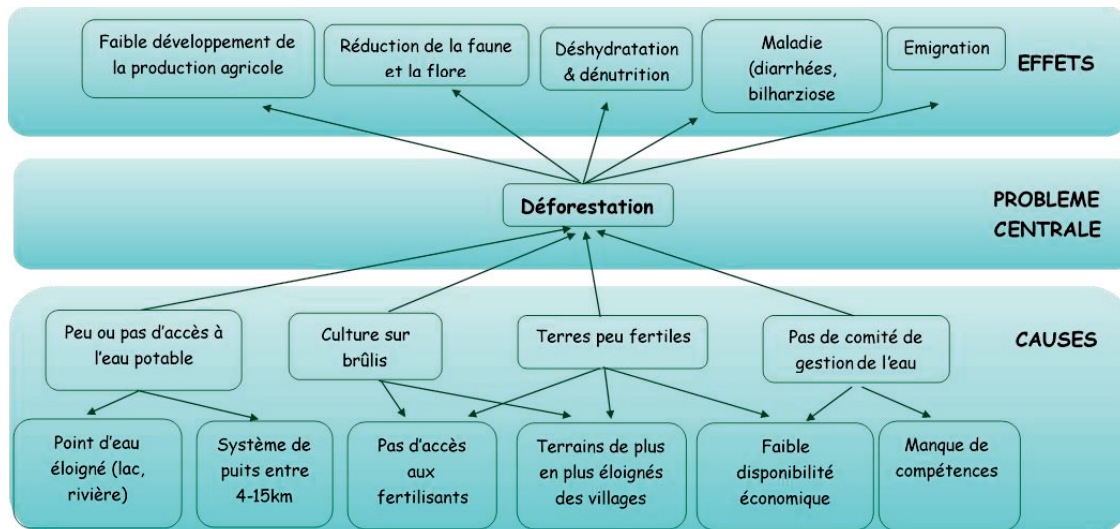 Faible développement de
la production agricole
Réduction de la faune
et la flore
Déshydratation
& dénutrition
Maladie
(diarrhées,
bilharziose
Emigration
EFFETS
Déforestation
PROBLEME
CENTRALE
Peu ou pas d'accès à
l'eau potable
Culture sur
brûlis
Terres peu fertiles
Pas de comité de
gestion de l'eau
CAUSES
Point d'eau
éloigné (lac,
rivière)
Système de
puits entre
4-15km
Pas d'accès
aux
fertilisants
Terrains de plus
en plus éloignés
des villages
Faible
disponibilité
économique
Manque de
compétences